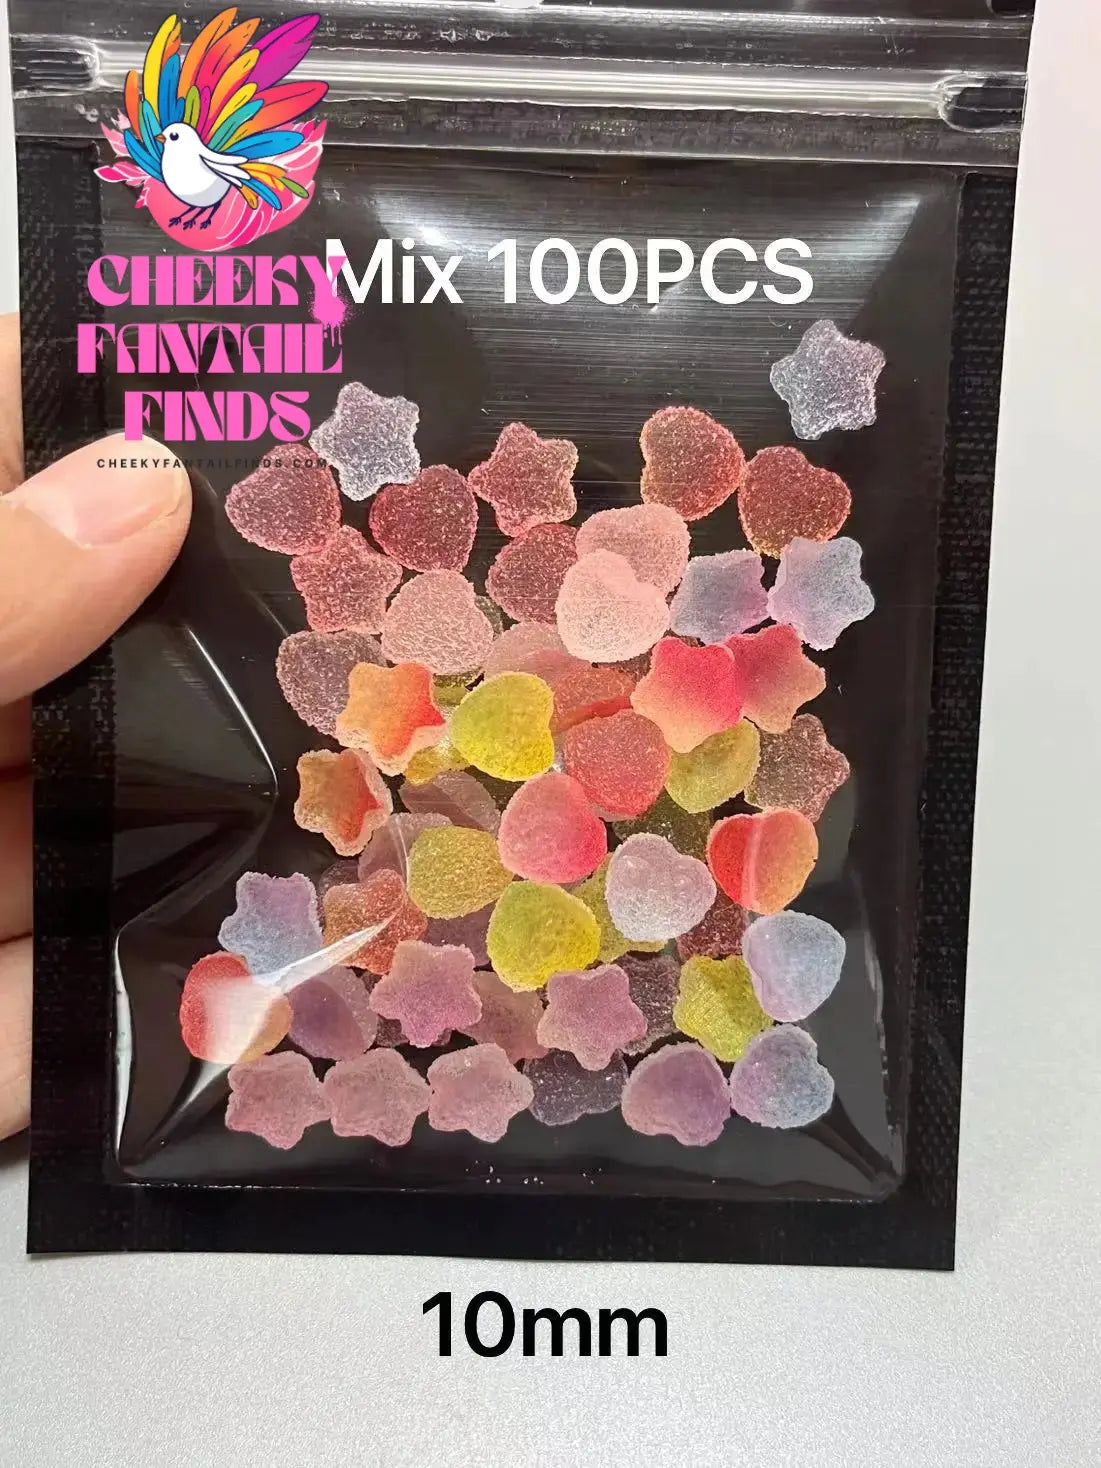 Mix 100PCS
CHEEKY
FANTAIL
FINDS
CHEEKYFANTAILFINDS.COM
10mm